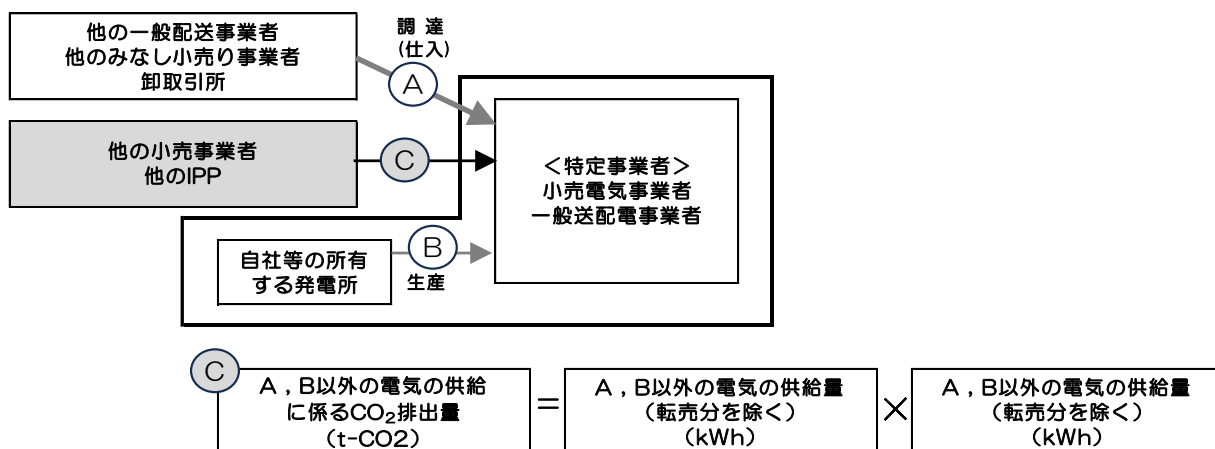 他の一般配送事業者
他のみなし小売り事業者
卸取引所
調 達
(仕入)
A
他の小売事業者
他のIPP
C
＜特定事業者＞
小売電気事業者
一般送配電事業者
自社等の所有
する発電所
B
生産
C
A , B以外の電気の供給
に係るCO₂排出量
(t-CO2)
=
A , B以外の電気の供給量
(転売分を除く)
(kWh)
×
A , B以外の電気の供給量
(転売分を除く)
(kWh)